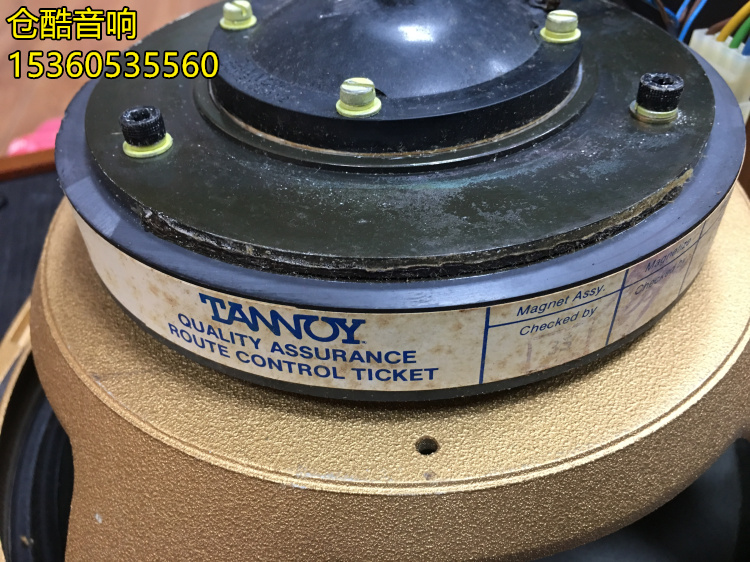 仓酷音响
15360535560
TANNOY
QUALITY ASSURANCE
ROUTE CONTROL TICKET
Magnet Assy.
Checked by